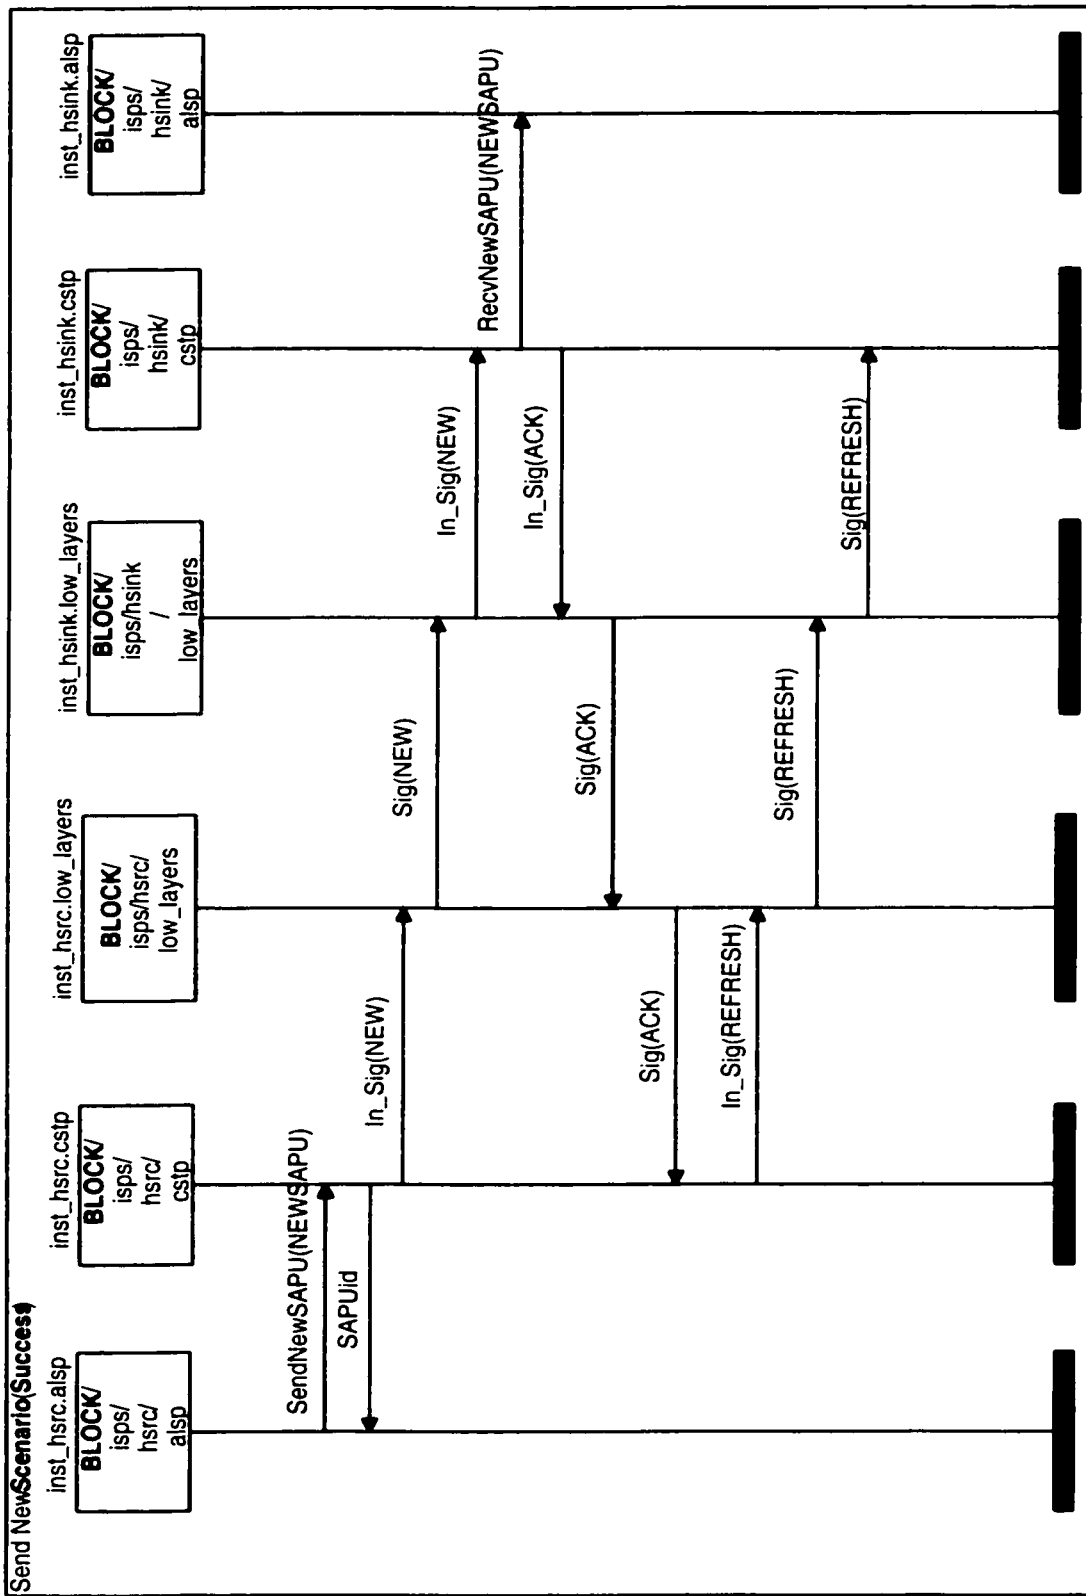 Send NewScenario(Success)
inst_hsrc.alsp
BLOCK/
isps/
hsrc/
alsp
inst_hsrc.cstp
BLOCK/
isps/
hsrc/
cstp
inst_hsrc.low_layers
BLOCK/
isps/hsrc/
low_layers
inst_hsink.low_layers
BLOCK/
isps/hsink
/
low_layers
inst_hsink.cstp
BLOCK/
isps/
hsink/
cstp
inst_hsink.alsp
BLOCK/
isps/
hsink/
alsp
SendNewSAPU(NEWSAPU)
SAPUid
In_Sig(NEW)
Sig(NEW)
In_Sig(NEW)
RecvNewSAPU(NEWSAPU)
In_Sig(ACK)
Sig(ACK)
Sig(ACK)
In_Sig(REFRESH)
Sig(REFRESH)
Sig(REFRESH)